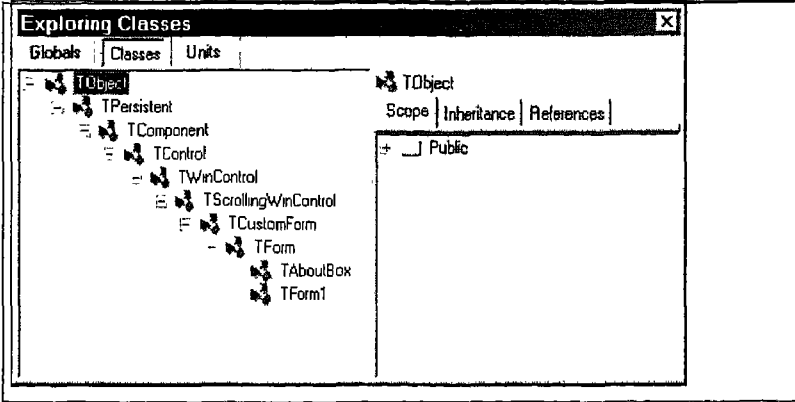 Exploring Classes
Globals Classes Units
TObject
TPersistent
TComponent
TControl
TWinControl
TScrollingWinControl
TCustomForm
TForm
TAboutBox
TForm1
TObject
Scope Inheritance References
Public